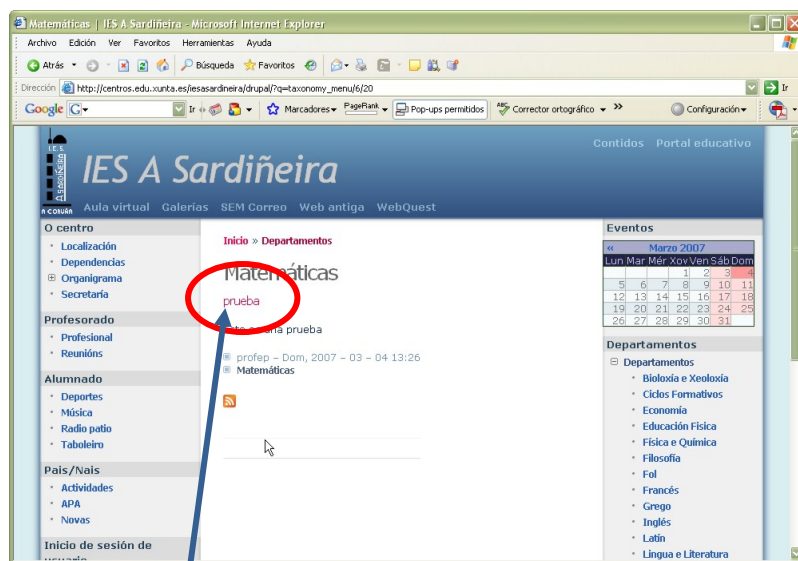 Matemáticas | IES A Sardiñeira - Microsoft Internet Explorer
Archivo Edición Ver Favoritos Herramientas Ayuda
Atrás Búsqueda Favoritos
Dirección http://centros.edu.xunta.es/iesasardineira/drupal/?q=taxonomy_menu/6/20 Ir
Google G Ir Marcadores PageRank Pop-ups permitidos Corrector ortográfico » Configuración
Contidos Portal educativo
I.E.S.
A SARDIÑEIRA
A CORUÑA
IES A Sardiñeira
Aula virtual Galerías SEM Correo Web antiga WebQuest
O centro
Localización
Dependencias
Organigrama
Secretaría
Profesorado
Profesional
Reunións
Alumnado
Deportes
Música
Radio patio
Taboleiro
Pais/Nais
Actividades
APA
Novas
Inicio de sesión de
usuario
Inicio » Departamentos
Matemáticas
prueba
una prueba
profep – Dom, 2007 – 03 – 04 13:26
Matemáticas
Eventos
« Marzo 2007
Lun Mar Mér Xov Ven Sáb Dom
1 2 3 4
5 6 7 8 9 10 11
12 13 14 15 16 17 18
19 20 21 22 23 24 25
26 27 28 29 30 31
Departamentos
Departamentos
Bioloxía e Xeoloxía
Ciclos Formativos
Economía
Educación Física
Física e Química
Filosofía
Fol
Francés
Grego
Inglés
Latín
Lingua e Literatura